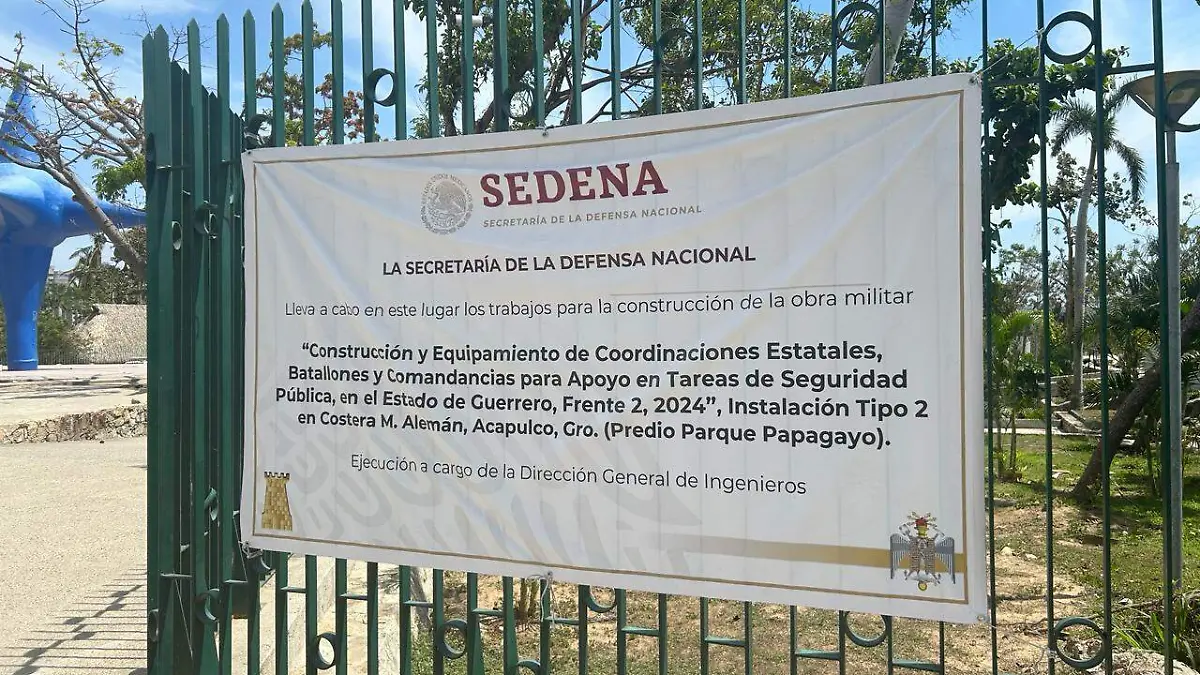 SEDENA
SECRETARÍA DE LA DEFENSA NACIONAL
LA SECRETARÍA DE LA DEFENSA NACIONAL
Lleva a cabo en este lugar los trabajos para la construcción de la obra militar
“Construcción y Equipamiento de Coordinaciones Estatales,
Batallones y Comandancias para Apoyo en Tareas de Seguridad
Pública, en el Estado de Guerrero, Frente 2, 2024”, Instalación Tipo 2
en Costera M. Alemán, Acapulco, Gro. (Predio Parque Papagayo).
Ejecución a cargo de la Dirección General de Ingenieros